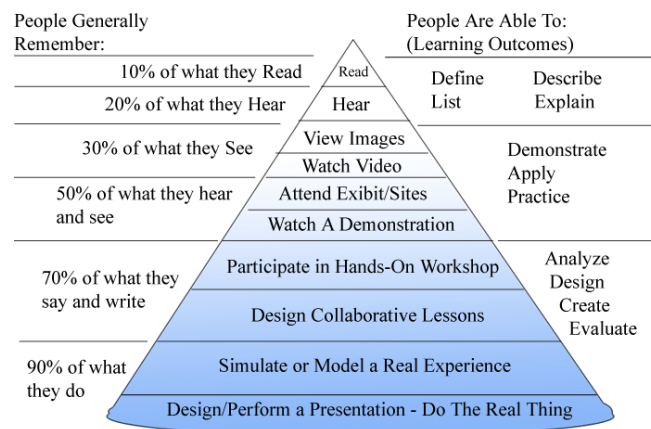 People Generally
Remember:
10% of what they Read
20% of what they Hear
30% of what they See
50% of what they hear
and see
70% of what they
say and write
90% of what
they do
Read
Hear
View Images
Watch Video
Attend Exibit/Sites
Watch A Demonstration
Participate in Hands-On Workshop
Design Collaborative Lessons
Simulate or Model a Real Experience
Design/Perform a Presentation - Do The Real Thing
People Are Able To:
(Learning Outcomes)
Define Describe
List Explain
Demonstrate
Apply
Practice
Analyze
Design
Create
Evaluate